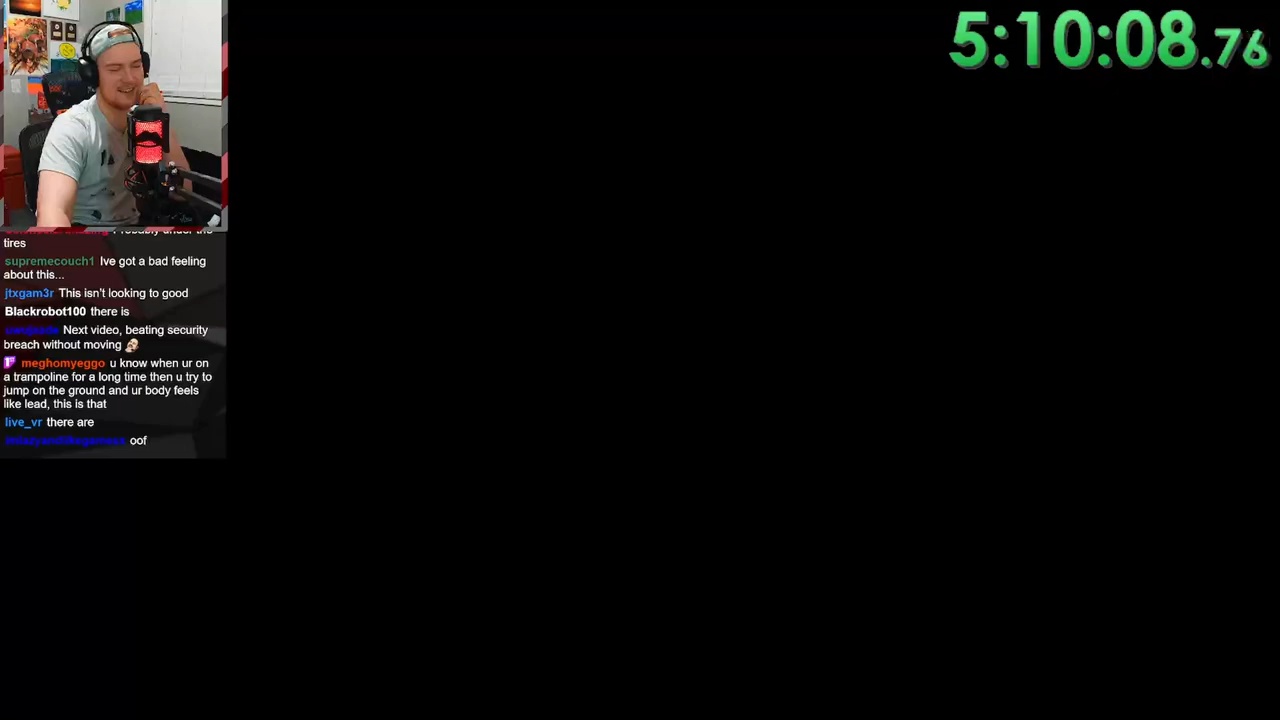 5:10:08.76
tires
supremecouch1 Ive got a bad feeling
about this...
jtxgam3r This isn't looking to good
Blackrobot100 there is
Next video, beating security
breach without moving
meghomyeggo u know when ur on
a trampoline for a long time then u try to
jump on the ground and ur body feels
like lead, this is that
live_vr there are
oof